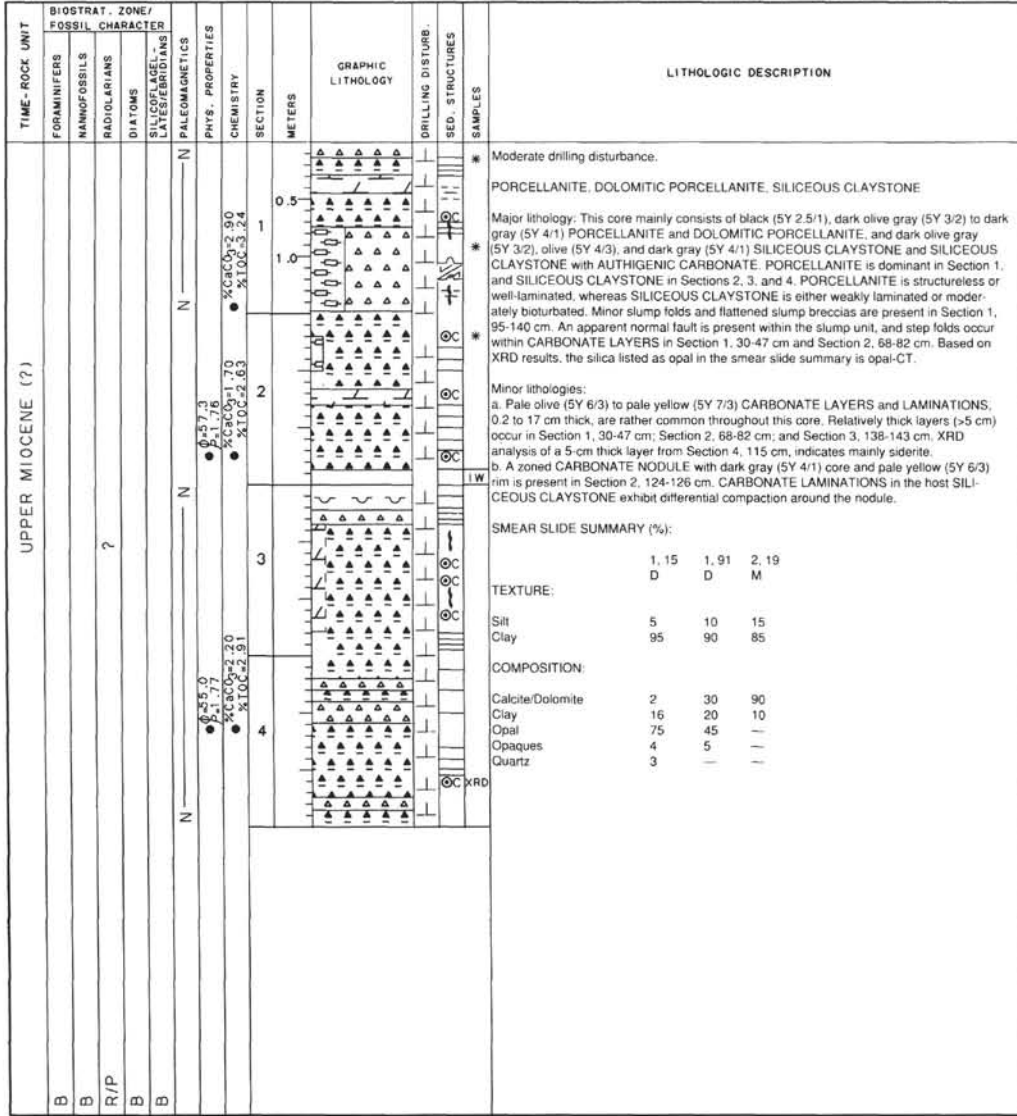 TIME-ROCK UNIT
BIOSTRAT. ZONE/
FOSSIL CHARACTER
FORAMINIFERS
NANNOFOSSILS
RADIOLARIANS
DIATOMS
SILICOFLAGEL-
LATES/EBRIDIANS
PALEOMAGNETICS
PHYS. PROPERTIES
CHEMISTRY
SECTION
METERS
GRAPHIC
LITHOLOGY
DRILLING DISTURB.
SED. STRUCTURES
SAMPLES
LITHOLOGIC DESCRIPTION
UPPER MIOCENE (?)
B
B
R/P
?
B
B
N
N
N
N
Φ=57.3
ρ=1.76
Φ=55.0
ρ=1.77
%CaCO3=2.90
%TOC=3.24
%CaCO3=1.70
%TOC=2.63
%CaCO3=2.20
%TOC=2.91
1
2
3
4
0.5
1.0
C
C
C
C
C
C
C
C
*
*
*
IW
XRD
Moderate drilling disturbance.
PORCELLANITE, DOLOMITIC PORCELLANITE, SILICEOUS CLAYSTONE
Major lithology: This core mainly consists of black (5Y 2.5/1), dark olive gray (5Y 3/2) to dark
gray (5Y 4/1) PORCELLANITE and DOLOMITIC PORCELLANITE, and dark olive gray
(5Y 3/2), olive (5Y 4/3), and dark gray (5Y 4/1) SILICEOUS CLAYSTONE and SILICEOUS
CLAYSTONE with AUTHIGENIC CARBONATE. PORCELLANITE is dominant in Section 1,
and SILICEOUS CLAYSTONE in Sections 2, 3, and 4. PORCELLANITE is structureless or
well-laminated, whereas SILICEOUS CLAYSTONE is either weakly laminated or moder-
ately bioturbated. Minor slump folds and flattened slump breccias are present in Section 1,
95-140 cm. An apparent normal fault is present within the slump unit, and step folds occur
within CARBONATE LAYERS in Section 1, 30-47 cm and Section 2, 68-82 cm. Based on
XRD results, the silica listed as opal in the smear slide summary is opal-CT.
Minor lithologies:
a. Pale olive (5Y 6/3) to pale yellow (5Y 7/3) CARBONATE LAYERS and LAMINATIONS,
0.2 to 17 cm thick, are rather common throughout this core. Relatively thick layers (>5 cm)
occur in Section 1, 30-47 cm; Section 2, 68-82 cm; and Section 3, 138-143 cm. XRD
analysis of a 5-cm thick layer from Section 4, 115 cm, indicates mainly siderite.
b. A zoned CARBONATE NODULE with dark gray (5Y 4/1) core and pale yellow (5Y 6/3)
rim is present in Section 2, 124-126 cm. CARBONATE LAMINATIONS in the host SILI-
CEOUS CLAYSTONE exhibit differential compaction around the nodule.
SMEAR SLIDE SUMMARY (%):
1, 15 1, 91 2, 19
D D M
TEXTURE:
Silt 5 10 15
Clay 95 90 85
COMPOSITION:
Calcite/Dolomite 2 30 90
Clay 16 20 10
Opal 75 45 —
Opaques 4 5 —
Quartz 3 — —